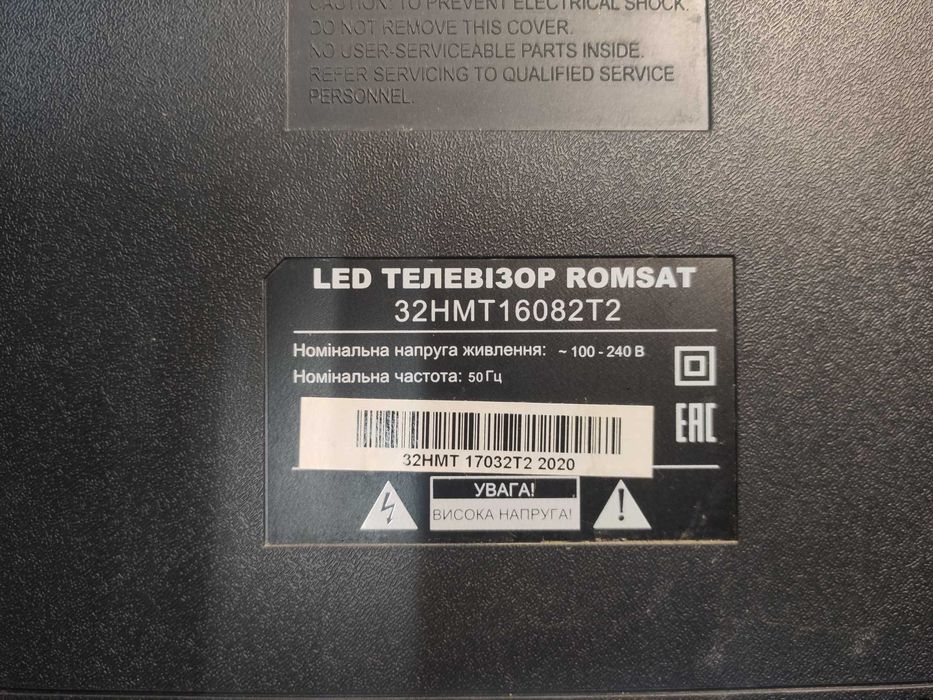 CAUTION: TO PREVENT ELECTRICAL SHOCK.
DO NOT REMOVE THIS COVER.
NO USER-SERVICEABLE PARTS INSIDE.
REFER SERVICING TO QUALIFIED SERVICE
PERSONNEL.
LED ТЕЛЕВІЗОР ROMSAT
32HMT16082T2
Номінальна напруга живлення: ~ 100 - 240 В
Номінальна частота: 50 Гц
EAC
32HMT 17032T2 2020
УВАГА!
ВИСОКА НАПРУГА!